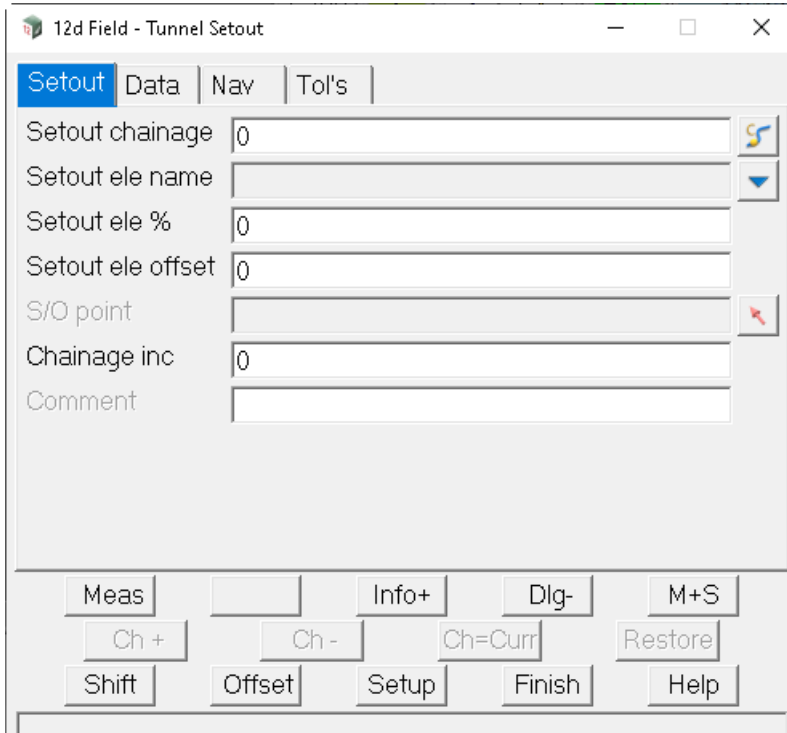 12d Field - Tunnel Setout
Setout Data Nav Tol's
Setout chainage 0
Setout ele name
Setout ele % 0
Setout ele offset 0
S/O point
Chainage inc 0
Comment
Meas Info+ Dlg- M+S
Ch + Ch - Ch=Curr Restore
Shift Offset Setup Finish Help